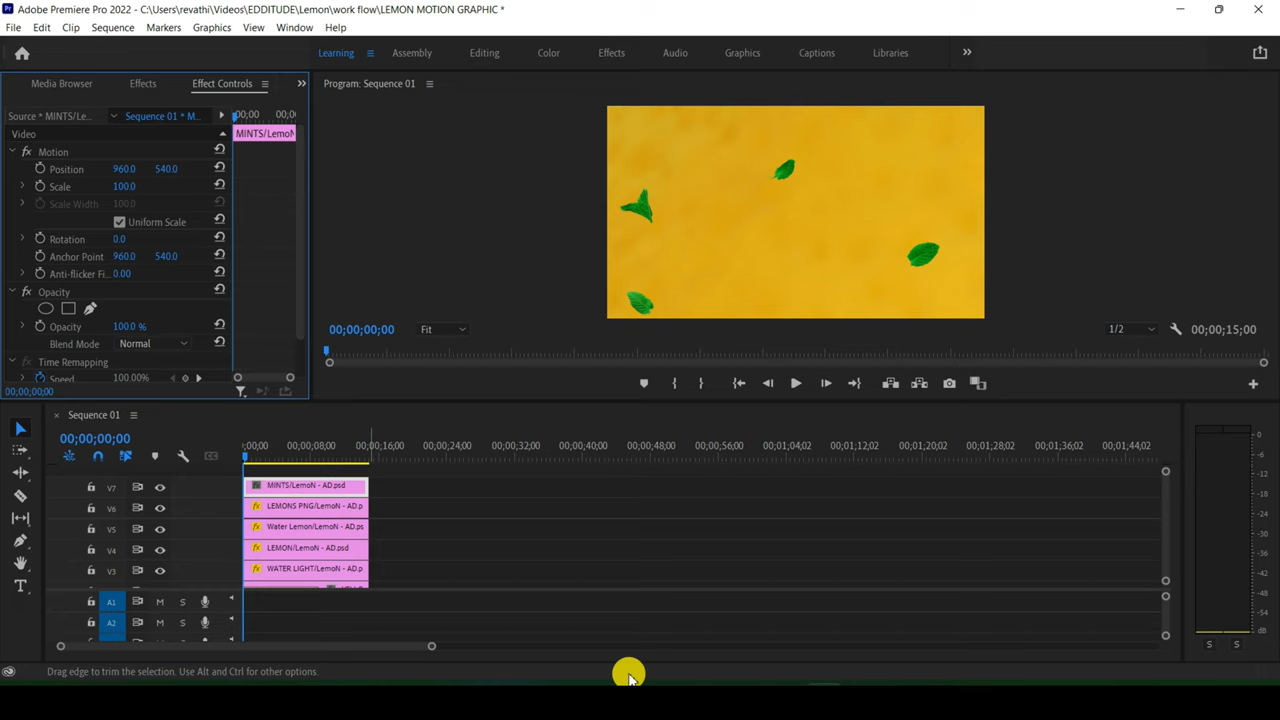 Adobe Premiere Pro 2022 - C:\Users\revathi\Videos\EDDITUDE\Lemon\work flow\LEMON MOTION GRAPHIC *
File Edit Clip Sequence Markers Graphics View Window Help
Learning Assembly Editing Color Effects Audio Graphics Captions Libraries
Media Browser Effects Effect Controls
Program: Sequence 01
Source * MINTS/Le... Sequence 01 * M...
Video
MINTS/LemoN
Motion
Position 960.0 540.0
Scale 100.0
Scale Width 100.0
Uniform Scale
Rotation 0.0
Anchor Point 960.0 540.0
Anti-flicker Fi... 0.00
Opacity
Opacity 100.0 %
Blend Mode Normal
Time Remapping
Speed 100.00%
00;00;00;00
00;00;00;00 Fit 1/2 00;00;15;00
Sequence 01
00;00;00;00
;00;00 00;00;08;00 00;00;16;00 00;00;24;00 00;00;32;00 00;00;40;00 00;00;48;00 00;00;56;00 00;01;04;02 00;01;12;02 00;01;20;02 00;01;28;02 00;01;36;02 00;01;44;02
V7 MINTS/LemoN - AD.psd
V6 LEMONS PNG/LemoN - AD.p
V5 Water Lemon/LemoN - AD.ps
V4 LEMON/LemoN - AD.psd
V3 WATER LIGHT/LemoN - AD.p
A1 M S
A2 M S
0
-6
-12
-18
-24
-30
-36
-42
-48
-54
dB
S S
Drag edge to trim the selection. Use Alt and Ctrl for other options.